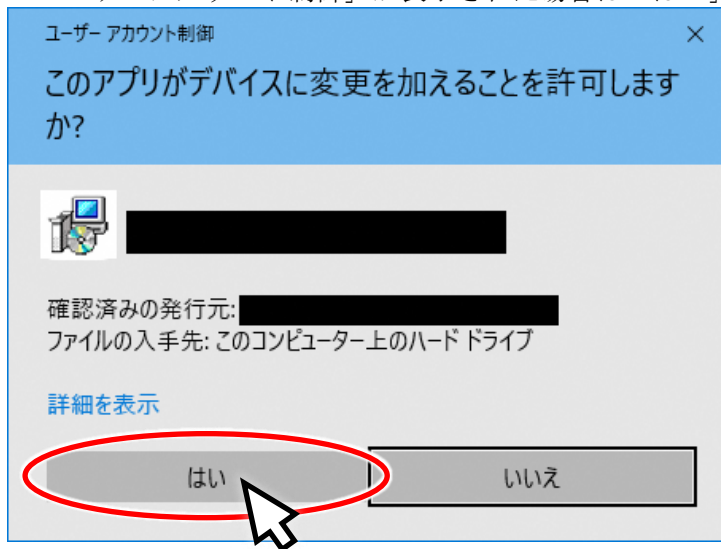 ユーザー アカウント制御
このアプリがデバイスに変更を加えることを許可します
か?
確認済みの発行元:
ファイルの入手先: このコンピューター上のハード ドライブ
詳細を表示
はい
いいえ